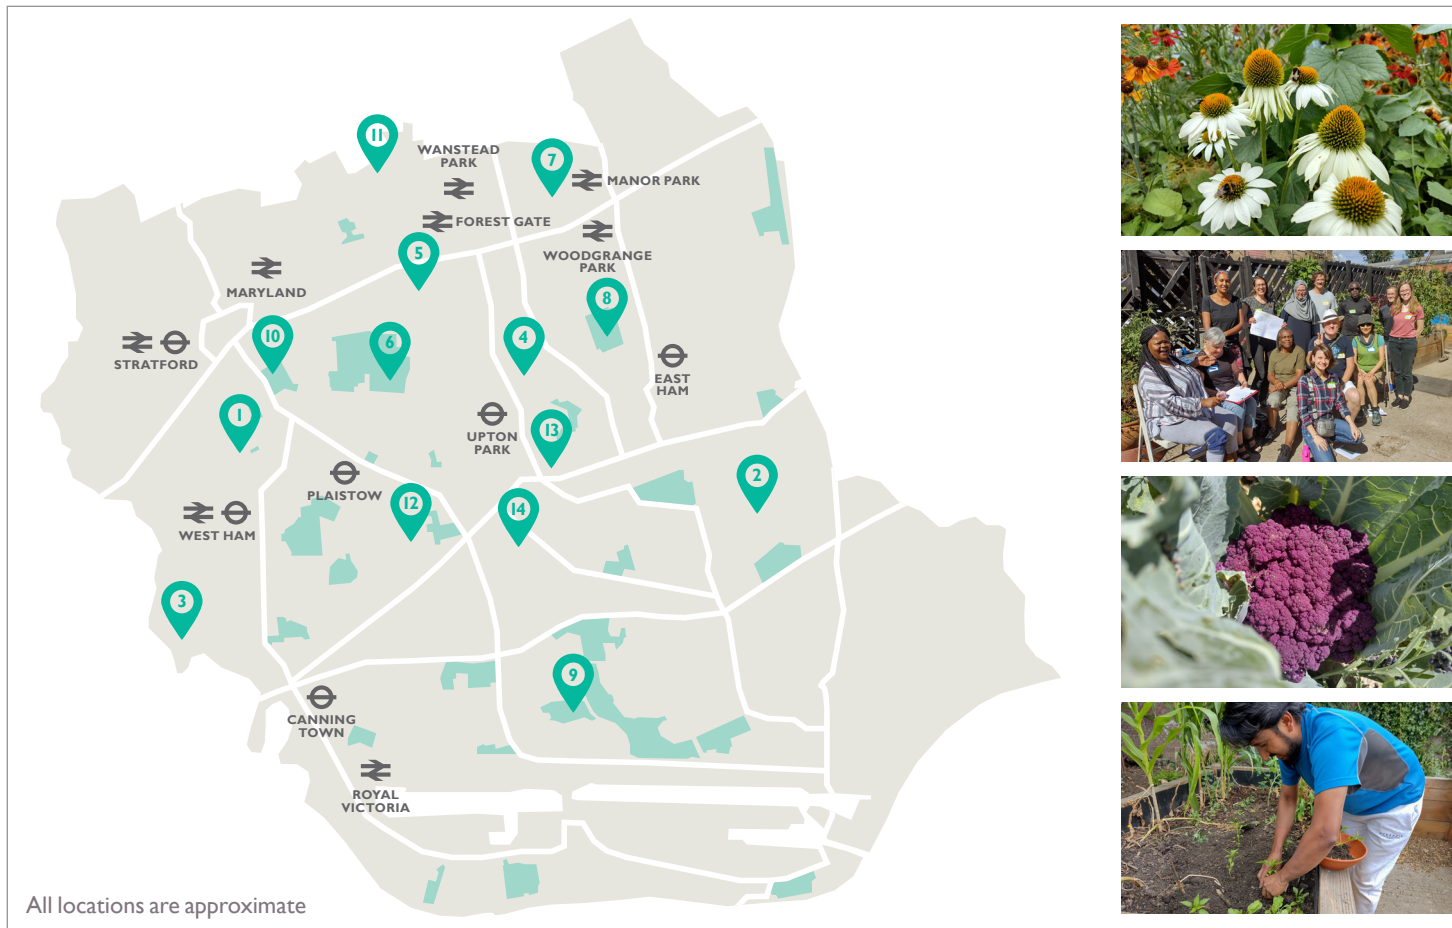 11
WANSTEAD
PARK
7
MANOR PARK
FOREST GATE
5
WOODGRANGE
PARK
MARYLAND
8
10
6
4
STRATFORD
EAST
HAM
1
UPTON
PARK
13
PLAISTOW
2
12
14
WEST HAM
3
9
CANNING
TOWN
ROYAL
VICTORIA
All locations are approximate